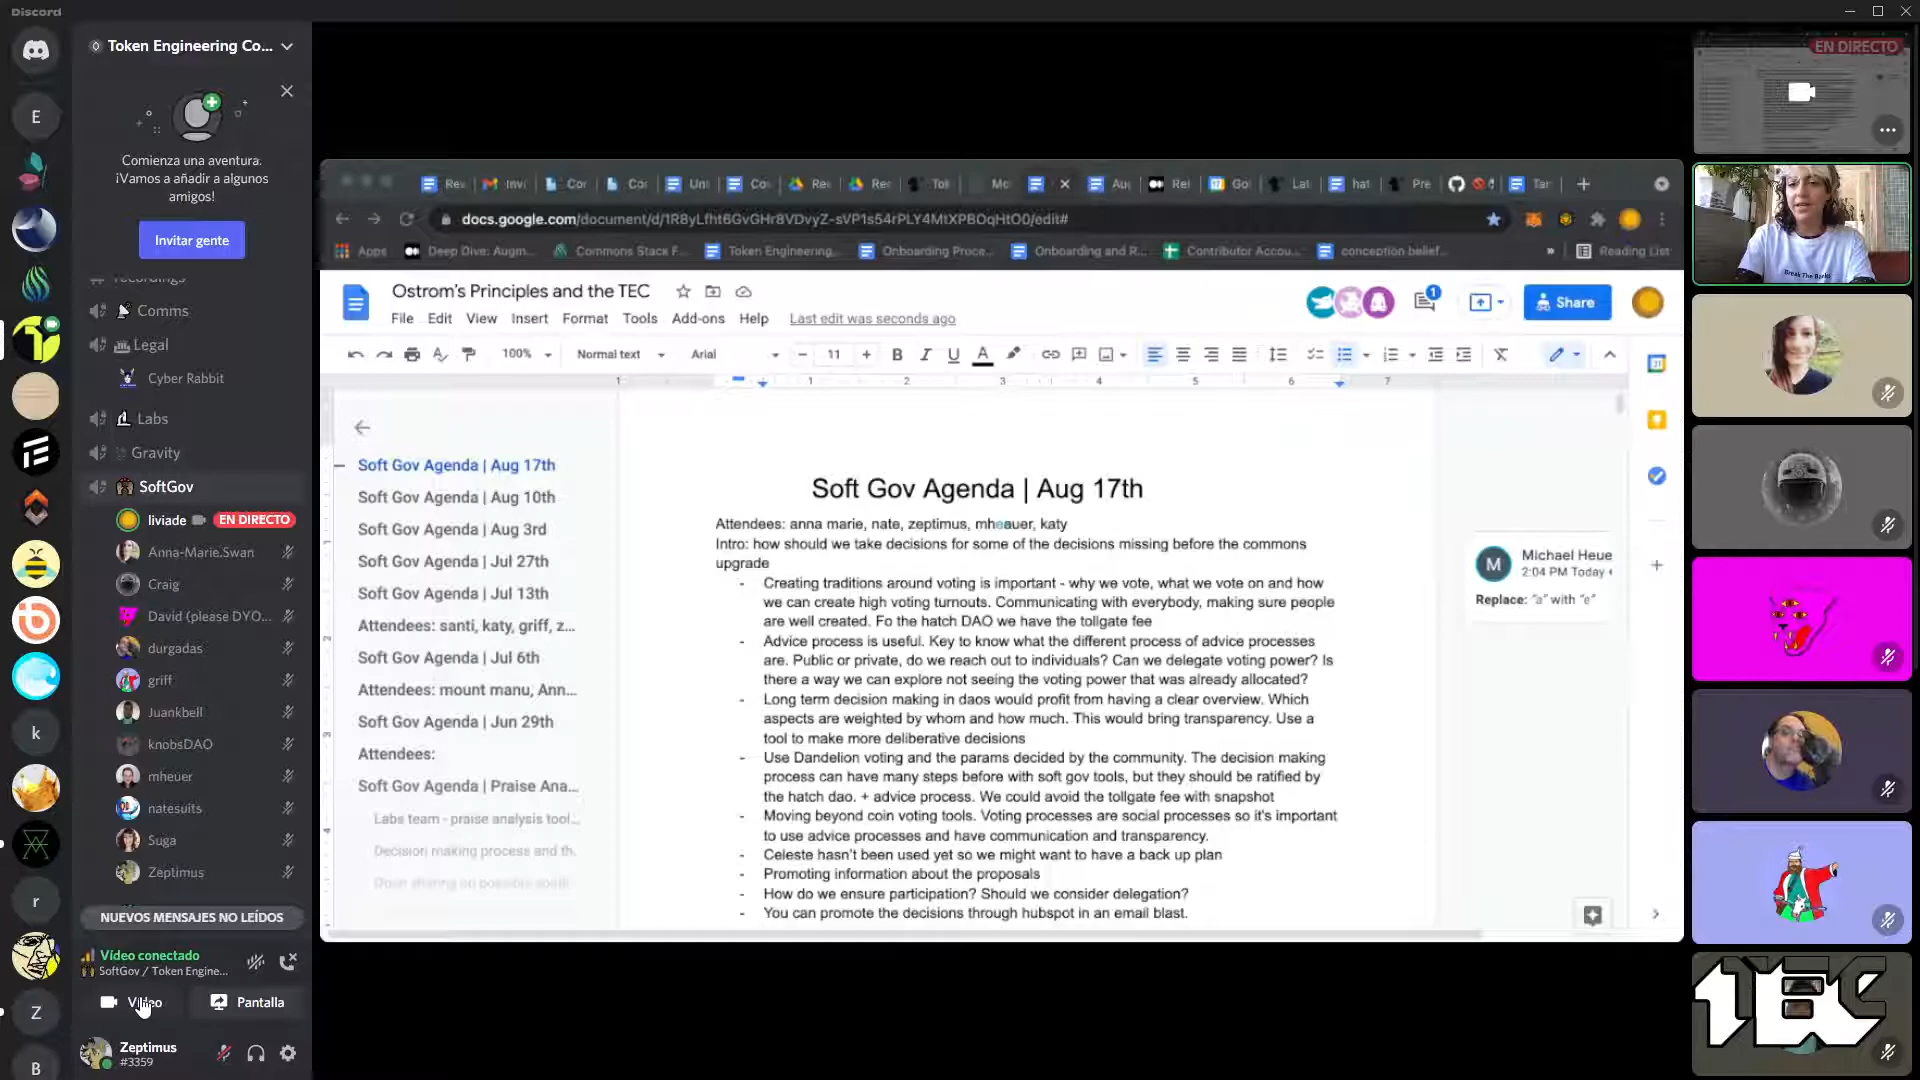 Discord
Token Engineering Co...
E
Comienza una aventura.
¡Vamos a añadir a algunos
amigos!
Invitar gente
recordings
Comms
Legal
Cyber Rabbit
Labs
Gravity
SoftGov
liviade EN DIRECTO
Anna-Marie.Swan
Craig
David (please DYO...
durgadas
griff
Juankbell
knobsDAO
mheuer
natesuits
Suga
Zeptimus
k
r
Z
B
NUEVOS MENSAJES NO LEÍDOS
Vídeo conectado
SoftGov / Token Engine...
Vídeo
Pantalla
Zeptimus
#3359
docs.google.com/document/d/1R8yLfht6GvGHr8VDvyZ-sVP1s54rPLY4MtXPBOqHtO0/edit#
Apps
Deep Dive: Augm...
Commons Stack F...
Token Engineering...
Onboarding Proce...
Onboarding and R...
Contributor Accou...
conception belief...
»
Reading List
Ostrom's Principles and the TEC
File Edit View Insert Format Tools Add-ons Help Last edit was seconds ago
1
Share
100%
Normal text
Arial
11
1 1 2 3 4 5 6 7
Soft Gov Agenda | Aug 17th
Soft Gov Agenda | Aug 10th
Soft Gov Agenda | Aug 3rd
Soft Gov Agenda | Jul 27th
Soft Gov Agenda | Jul 13th
Attendees: santi, katy, griff, z...
Soft Gov Agenda | Jul 6th
Attendees: mount manu, Ann...
Soft Gov Agenda | Jun 29th
Attendees:
Soft Gov Agenda | Praise Ana...
Labs team - praise analysis tool...
Decision making process and th.
Soft Gov Agenda | Aug 17th
Attendees: anna marie, nate, zeptimus, mheauer, katy
Intro: how should we take decisions for some of the decisions missing before the commons
upgrade
- Creating traditions around voting is important - why we vote, what we vote on and how
we can create high voting turnouts. Communicating with everybody, making sure people
are well created. Fo the hatch DAO we have the tollgate fee
- Advice process is useful. Key to know what the different process of advice processes
are. Public or private, do we reach out to individuals? Can we delegate voting power? Is
there a way we can explore not seeing the voting power that was already allocated?
- Long term decision making in daos would profit from having a clear overview. Which
aspects are weighted by whom and how much. This would bring transparency. Use a
tool to make more deliberative decisions
- Use Dandelion voting and the params decided by the community. The decision making
process can have many steps before with soft gov tools, but they should be ratified by
the hatch dao. + advice process. We could avoid the tollgate fee with snapshot
- Moving beyond coin voting tools. Voting processes are social processes so it's important
to use advice processes and have communication and transparency.
- Celeste hasn't been used yet so we might want to have a back up plan
- Promoting information about the proposals
- How do we ensure participation? Should we consider delegation?
- You can promote the decisions through hubspot in an email blast.
M
Michael Heue
2:04 PM Today
Replace: "a" with "e"
EN DIRECTO
Break The Bank!
TEC